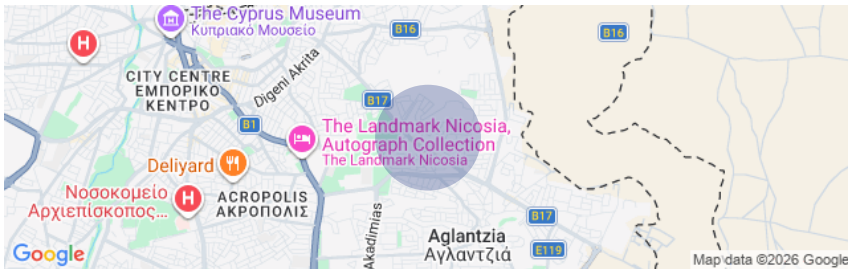 The Cyprus Museum
Κυπριακό Μουσείο
B16
B16
H
CITY CENTRE
ΕΜΠΟΡΙΚΟ
ΚΕΝΤΡΟ
Digeni Akrita
B17
B1
The Landmark Nicosia,
Autograph Collection
The Landmark Nicosia
Deliyard
Νοσοκομείο
Αρχιεπίσκοπος...
H
ACROPOLIS
ΑΚΡΟΠΟΛΙΣ
Akadimias
B17
Aglantzia
Αγλαντζιά
E119
Google
Map data ©2026 Google